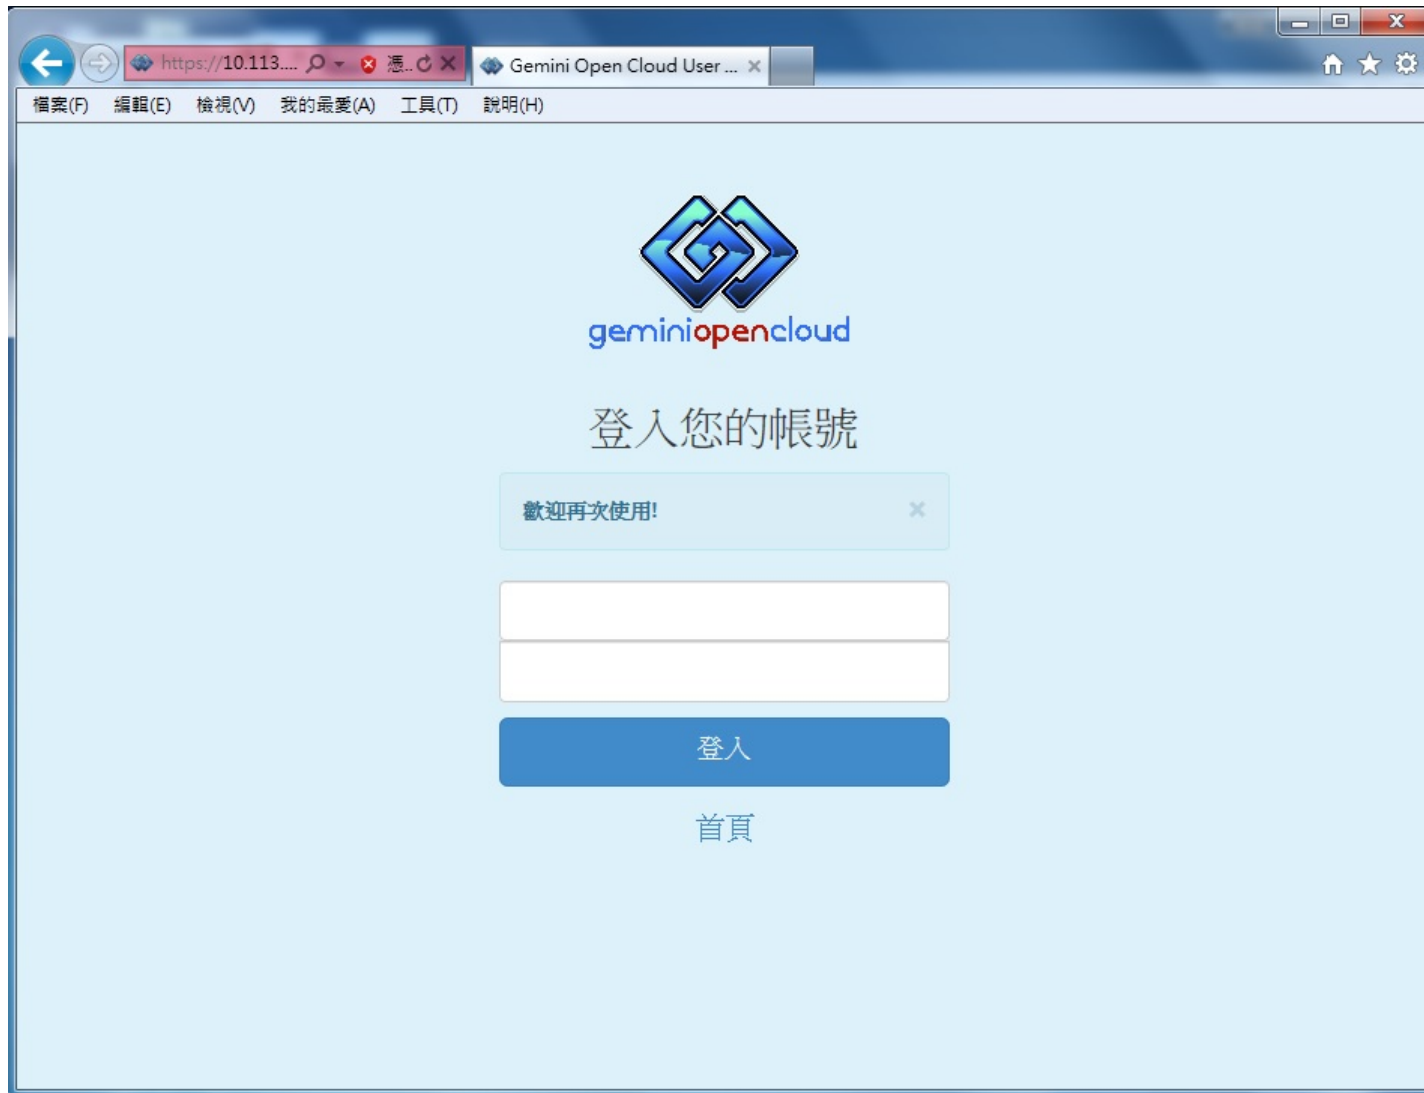 https://10.113.... 憑... Gemini Open Cloud User ...
檔案(F) 編輯(E) 檢視(V) 我的最愛(A) 工具(T) 說明(H)
geminiopencloud
登入您的帳號
歡迎再次使用!
登入
首頁